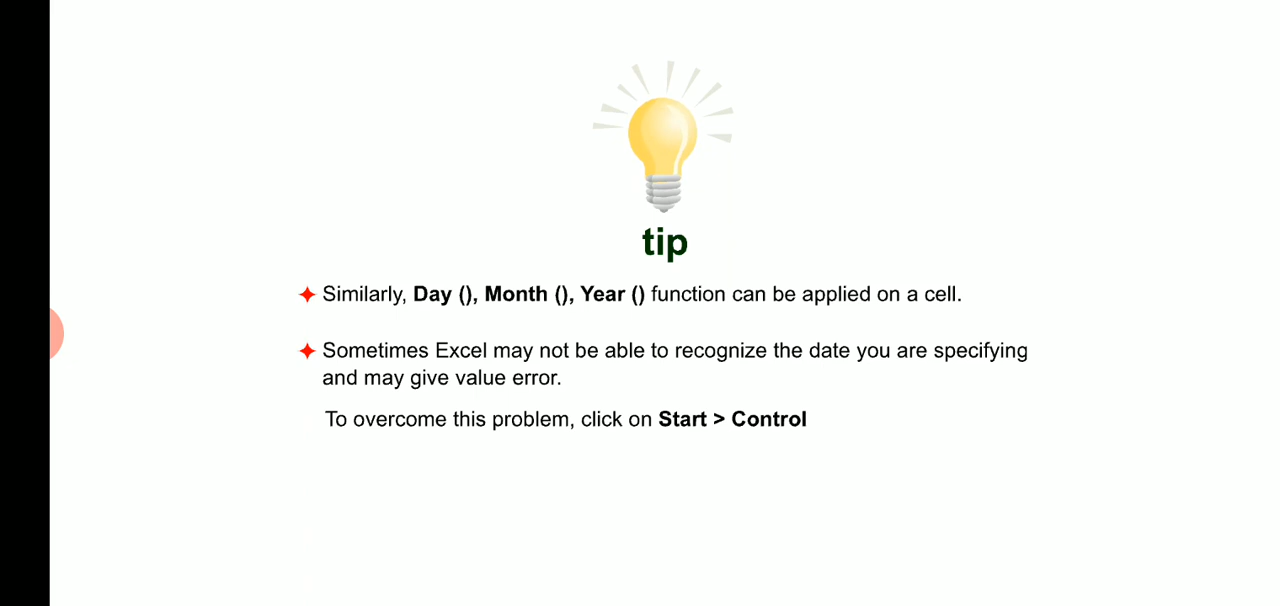 tip
Similarly, Day (), Month (), Year () function can be applied on a cell.
Sometimes Excel may not be able to recognize the date you are specifying
and may give value error.
To overcome this problem, click on Start > Control